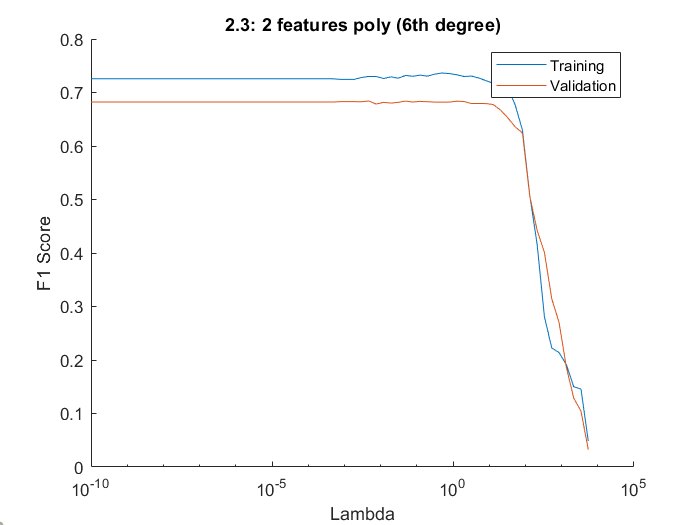 2.3: 2 features poly (6th degree)
0.8
0.7
0.6
0.5
0.4
0.3
0.2
0.1
0
F1 Score
Training
Validation
10^-10
10^-5
10^0
10^5
Lambda